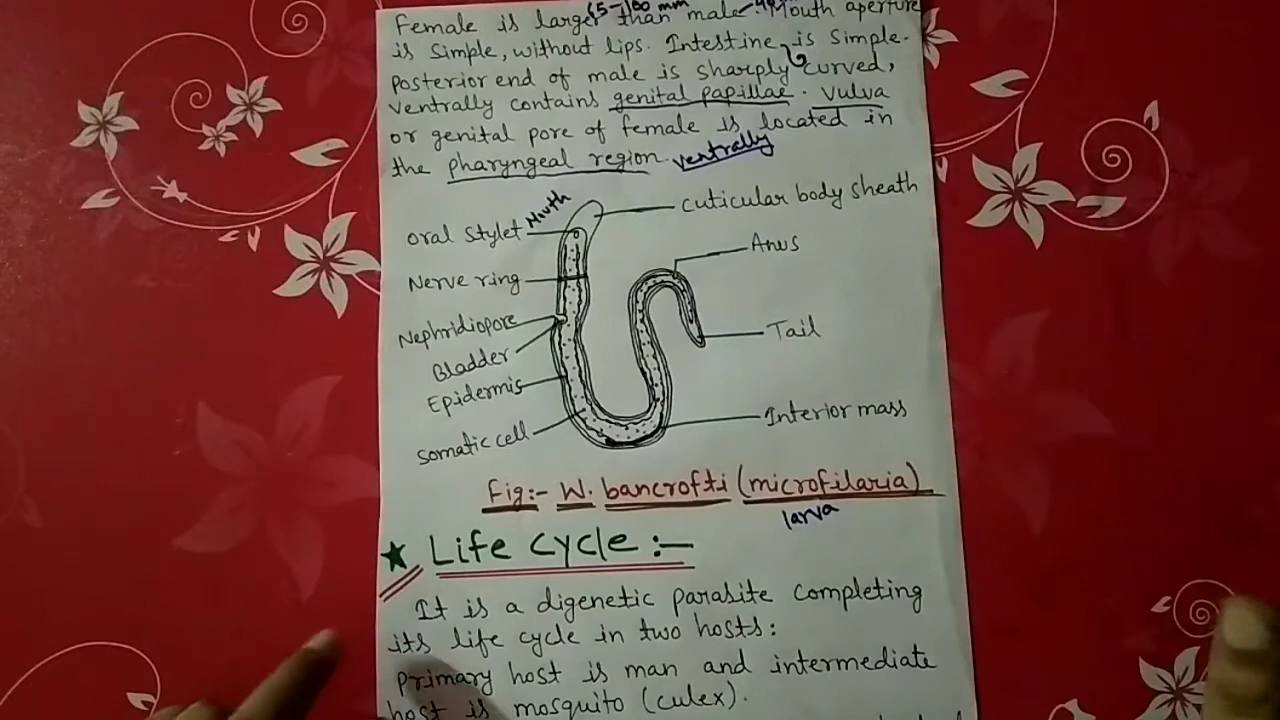 Female is larger than male Mouth aperture
65-100 mm
40
is simple, without lips. Intestine is simple.
Posterior end of male is sharply curved,
ventrally contains genital papillae. Vulva
or genital pore of female is located in
the pharyngeal region. ventrally
Mouth
cuticular body sheath
oral stylet
Anus
Nerve ring
Nephridiopore
Tail
Bladder
Epidermis
Interior mass
somatic cell
Fig:- W. bancrofti (microfilaria)
larva
★ Life cycle :-
It is a digenetic parasite completing
its life cycle in two hosts:
primary host is man and intermediate
host is mosquito (culex).